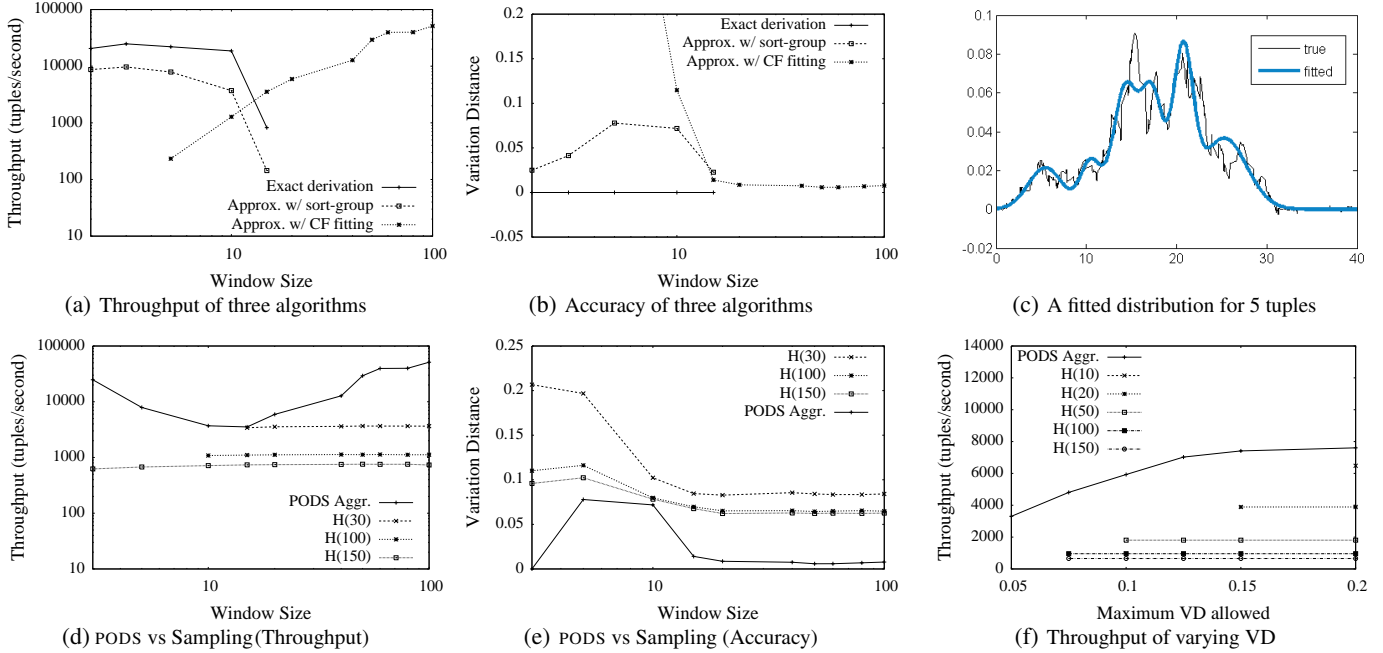 100000
10000
1000
100
10
Throughput (tuples/second)
Exact derivation
Approx. w/ sort-group
Approx. w/ CF fitting
10
100
Window Size
(a) Throughput of three algorithms
0.2
0.15
0.1
0.05
0
-0.05
Variation Distance
Exact derivation
Approx. w/ sort-group
Approx. w/ CF fitting
10
100
Window Size
(b) Accuracy of three algorithms
0.1
0.08
0.06
0.04
0.02
0
-0.02
true
fitted
0
10
20
30
40
(c) A fitted distribution for 5 tuples
100000
10000
1000
100
10
Throughput (tuples/second)
PODS Aggr.
H(30)
H(100)
H(150)
10
100
Window Size
(d) PODS vs Sampling (Throughput)
0.25
0.2
0.15
0.1
0.05
0
Variation Distance
H(30)
H(100)
H(150)
PODS Aggr.
10
100
Window Size
(e) PODS vs Sampling (Accuracy)
14000
12000
10000
8000
6000
4000
2000
0
Throughput (tuples/second)
PODS Aggr.
H(10)
H(20)
H(50)
H(100)
H(150)
0.05
0.1
0.15
0.2
Maximum VD allowed
(f) Throughput of varying VD